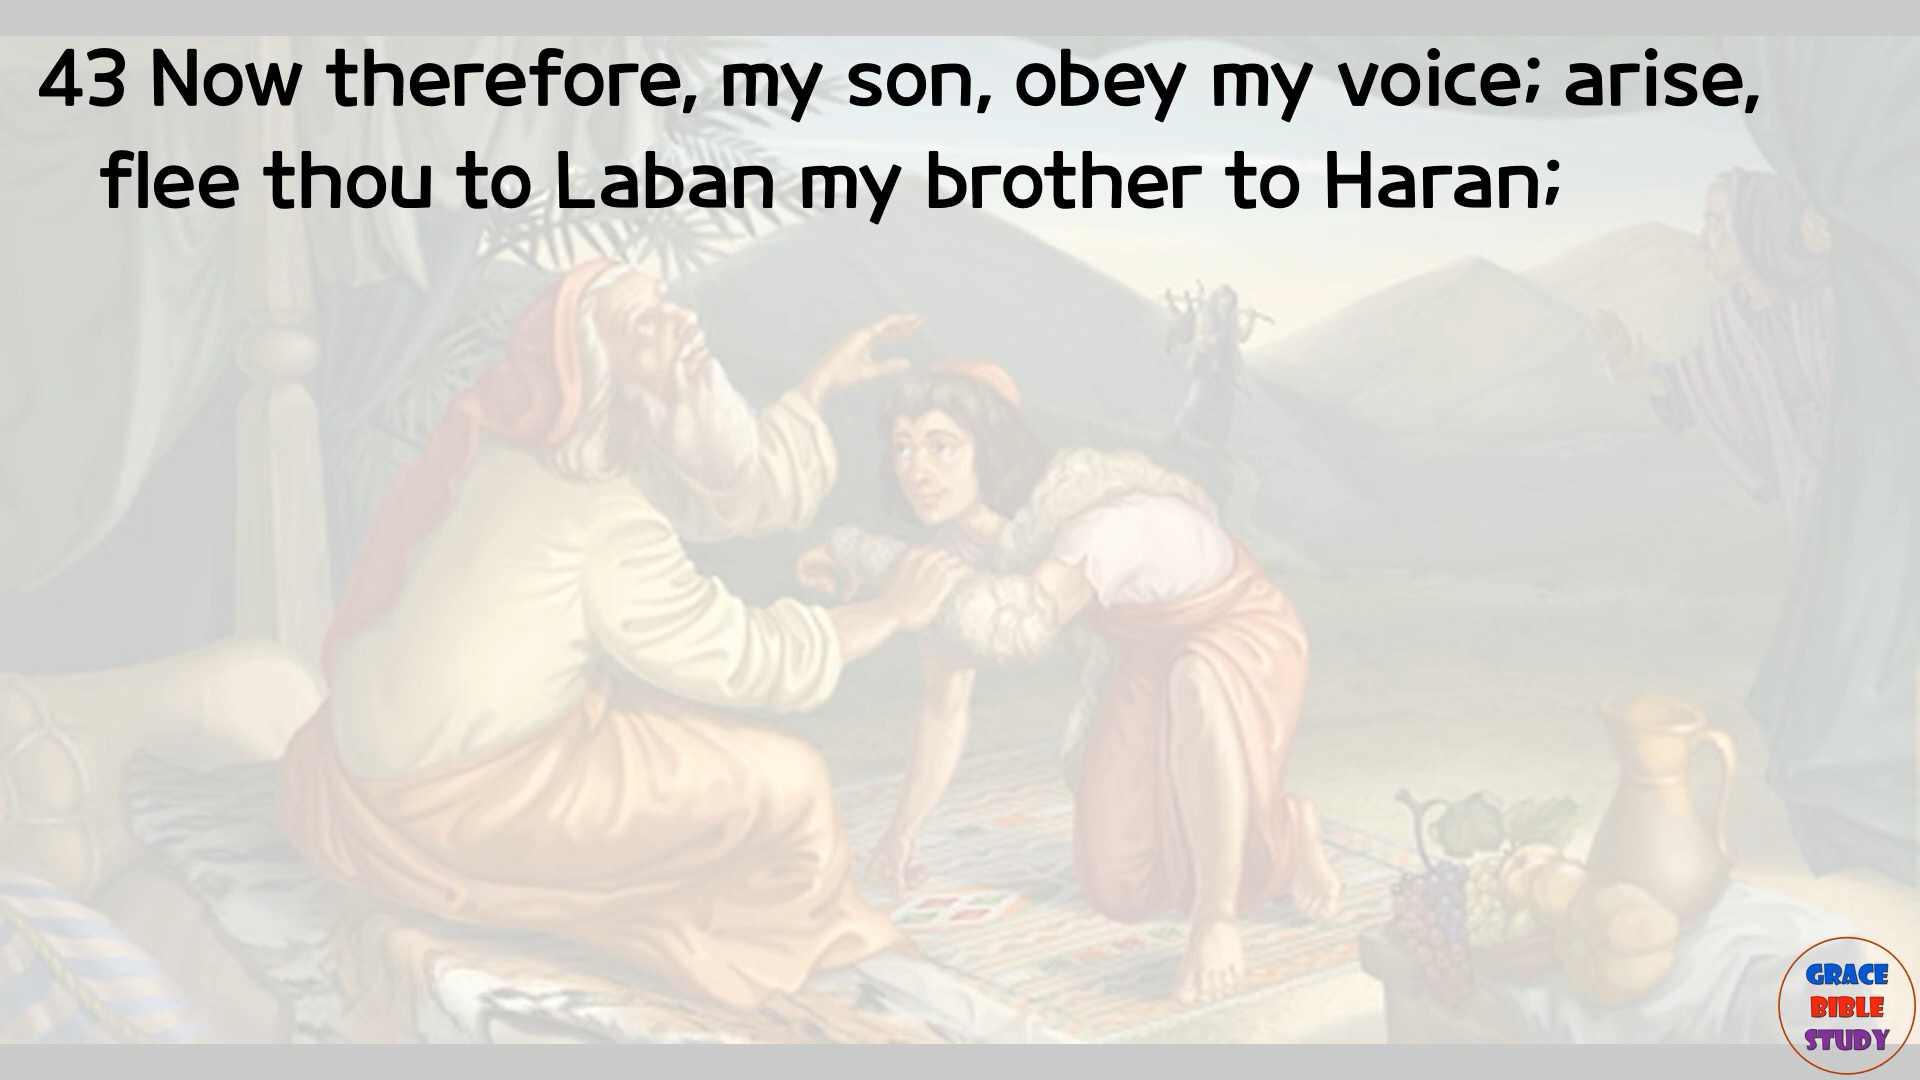 43 Now therefore, my son, obey my voice; arise,
flee thou to Laban my brother to Haran;
GRACE
BIBLE
STUDY